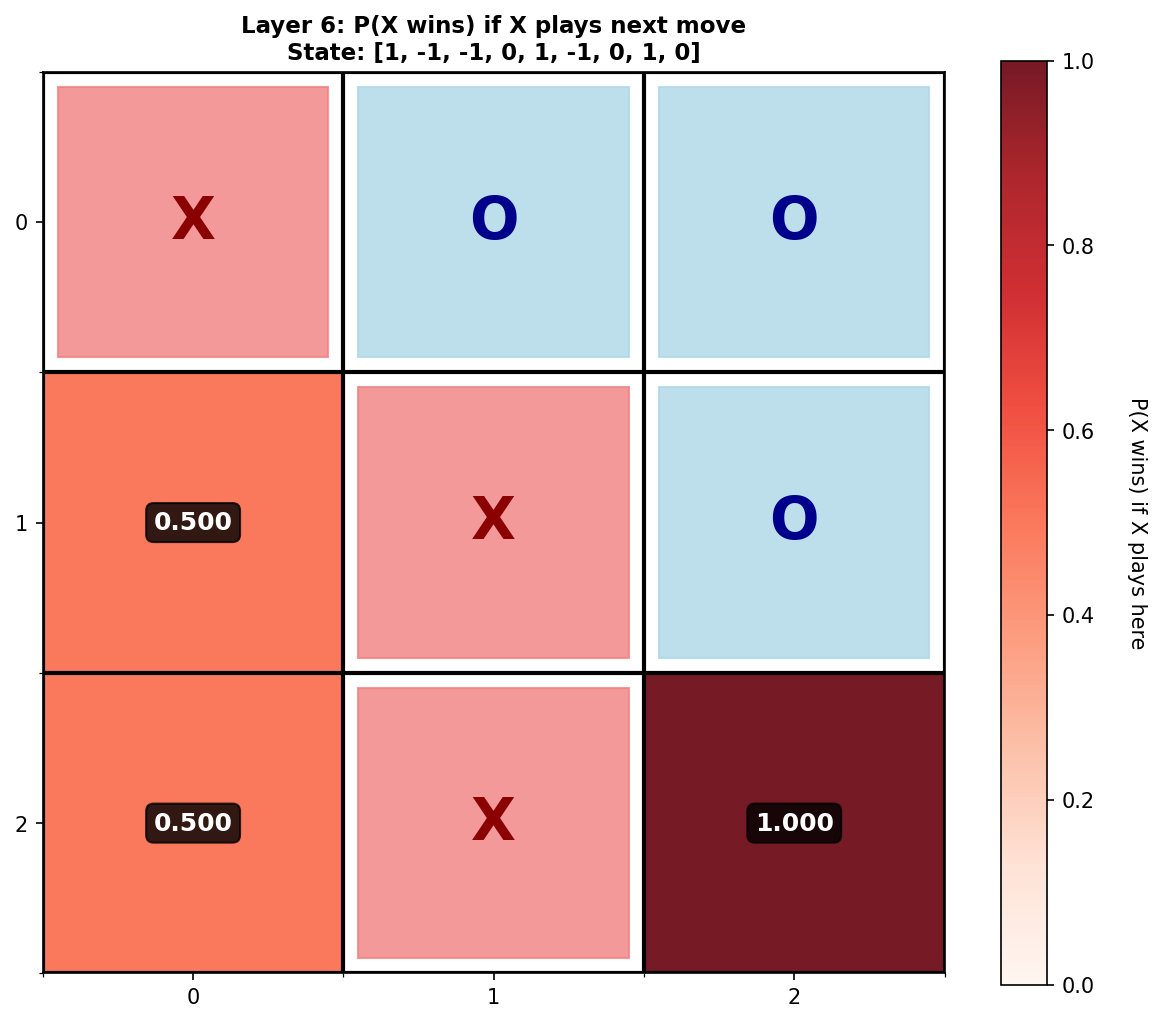 Layer 6: P(X wins) if X plays next move
State: [1, -1, -1, 0, 1, -1, 0, 1, 0]
X O O
0.500 X O
0.500 X 1.000
0
1
2
0 1 2
1.0
0.8
0.6
0.4
0.2
0.0
P(X wins) if X plays here